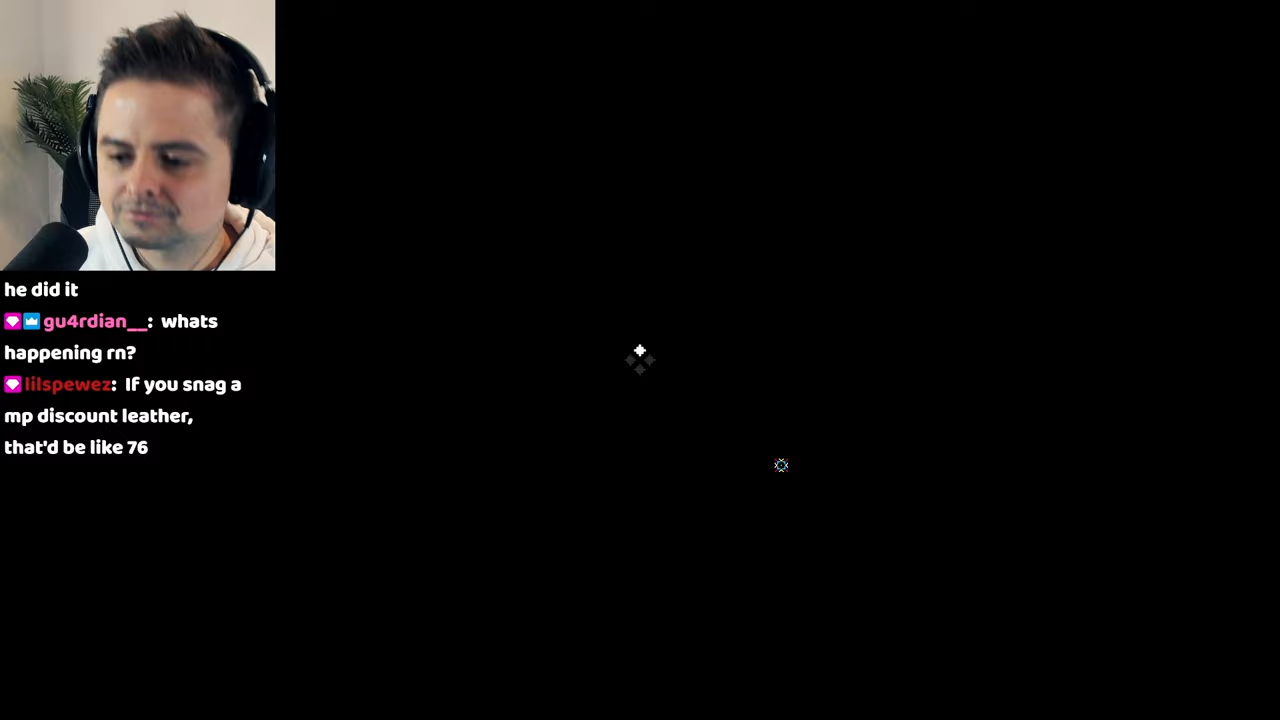 he did it
gu4rdian__: whats
happening rn?
lilspewez: If you snag a
mp discount leather,
that'd be like 76